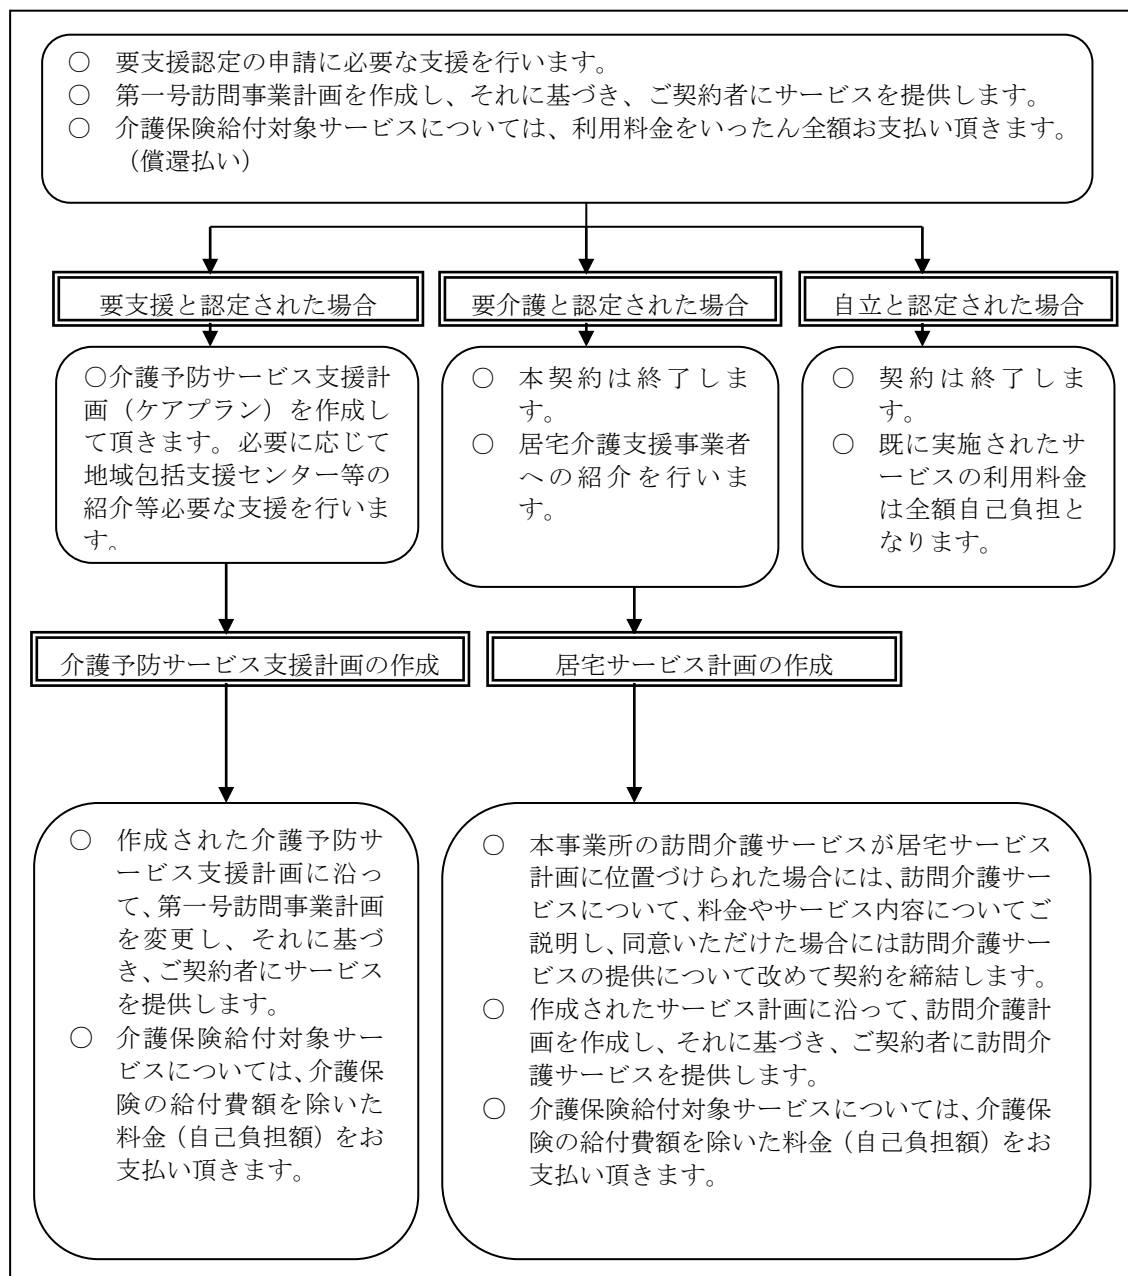 ○ 要支援認定の申請に必要な支援を行います。
○ 第一号訪問事業計画を作成し、それに基づき、ご契約者にサービスを提供します。
○ 介護保険給付対象サービスについては、利用料金をいったん全額お支払い頂きます。
（償還払い）
要支援と認定された場合
要介護と認定された場合
自立と認定された場合
○介護予防サービス支援計
画（ケアプラン）を作成し
て頂きます。必要に応じて
地域包括支援センター等の
紹介等必要な支援を行いま
す。
○ 本契約は終了しま
す。
○ 居宅介護支援事業者
への紹介を行いま
す。
○ 契約は終了しま
す。
○ 既に実施されたサ
ービスの利用料金
は全額自己負担と
なります。
介護予防サービス支援計画の作成
居宅サービス計画の作成
○ 作成された介護予防サ
ービス支援計画に沿っ
て、第一号訪問事業計画
を変更し、それに基づ
き、ご契約者にサービス
を提供します。
○ 介護保険給付対象サー
ビスについては、介護保
険の給付費額を除いた
料金（自己負担額）をお
支払い頂きます。
○ 本事業所の訪問介護サービスが居宅サービス
計画に位置づけられた場合には、訪問介護サー
ビスについて、料金やサービス内容についてご
説明し、同意いただけた場合には訪問介護サー
ビスの提供について改めて契約を締結します。
○ 作成されたサービス計画に沿って、訪問介護計
画を作成し、それに基づき、ご契約者に訪問介
護サービスを提供します。
○ 介護保険給付対象サービスについては、介護保
険の給付費額を除いた料金（自己負担額）をお
支払い頂きます。